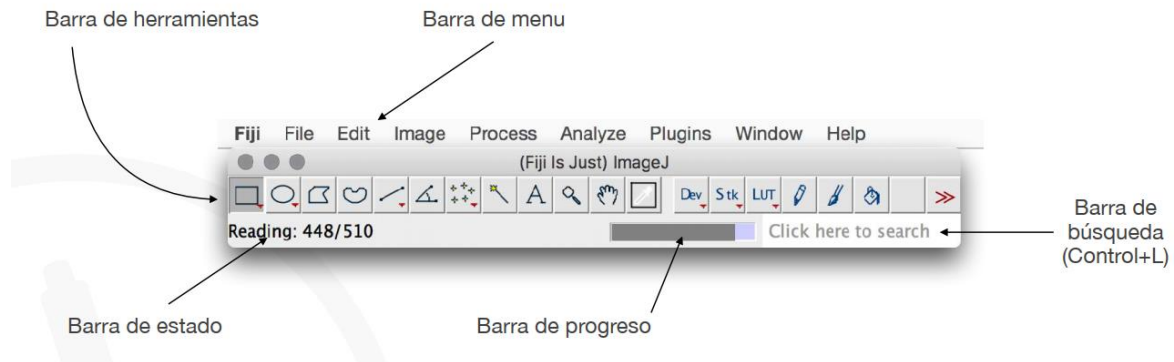 Barra de herramientas
Barra de menu
Fiji File Edit Image Process Analyze Plugins Window Help
(Fiji Is Just) ImageJ
A Dev Stk LUT >>
Reading: 448/510
Click here to search
Barra de
búsqueda
(Control+L)
Barra de estado
Barra de progreso